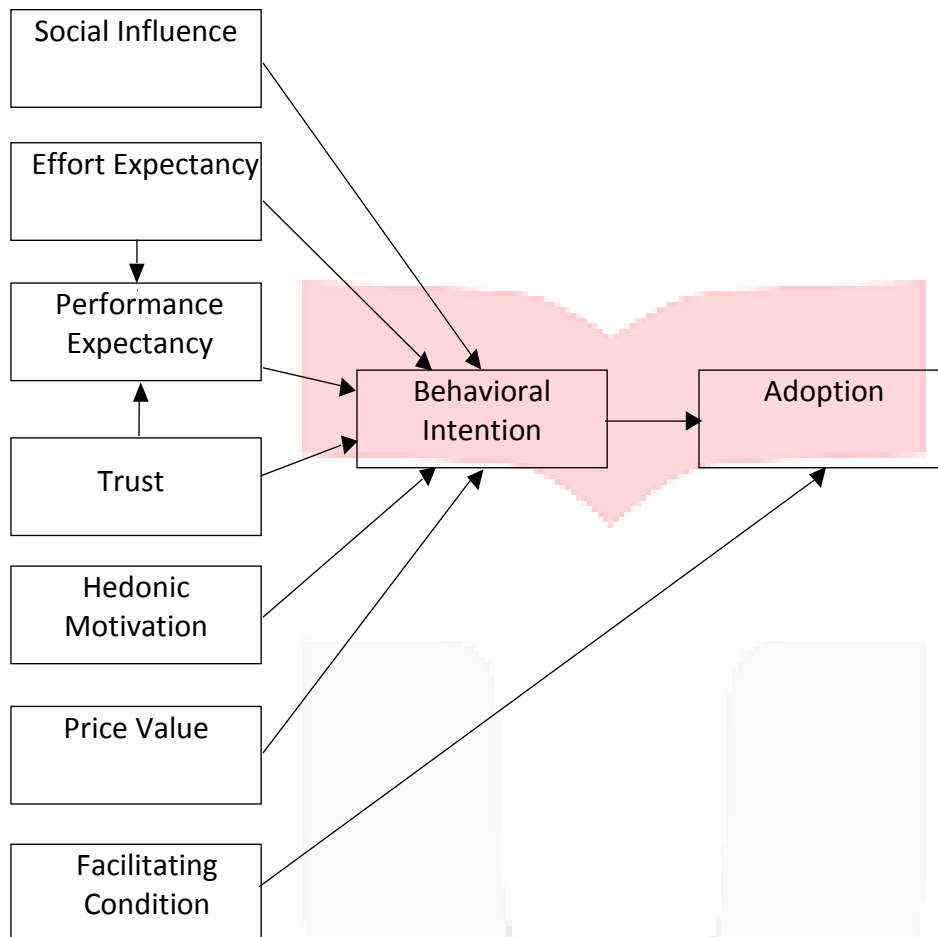 Social Influence
Effort Expectancy
Performance
Expectancy
Trust
Hedonic
Motivation
Price Value
Facilitating
Condition
Behavioral
Intention
Adoption